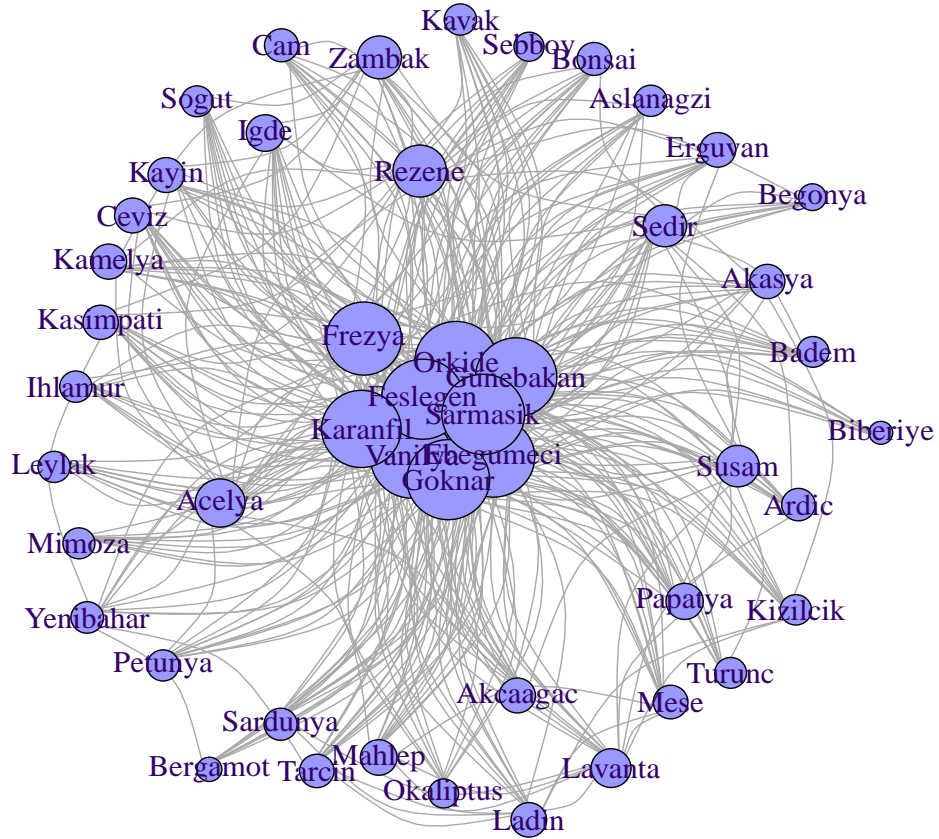 Kavak
Cam
Sebboy
Zambak
Bonsai
Sogut
Aslanagzi
Igde
Erguvan
Rezene
Kayin
Begonya
Ceviz
Sedir
Kamelya
Akasya
Kasimpati
Frezya
Badem
Orkide
Gunebakan
Ihlamur
Feslegen
Sarmasik
Karanfil
Biberiye
Vanilya
Ebegumeci
Leylak
Susam
Goknar
Acelya
Ardic
Mimoza
Papatya
Kizilcik
Yenibahar
Petunya
Turunc
Akcaagac
Mese
Sardunya
Mahlep
Bergamot
Tarcin
Lavanta
Okaliptus
Ladin